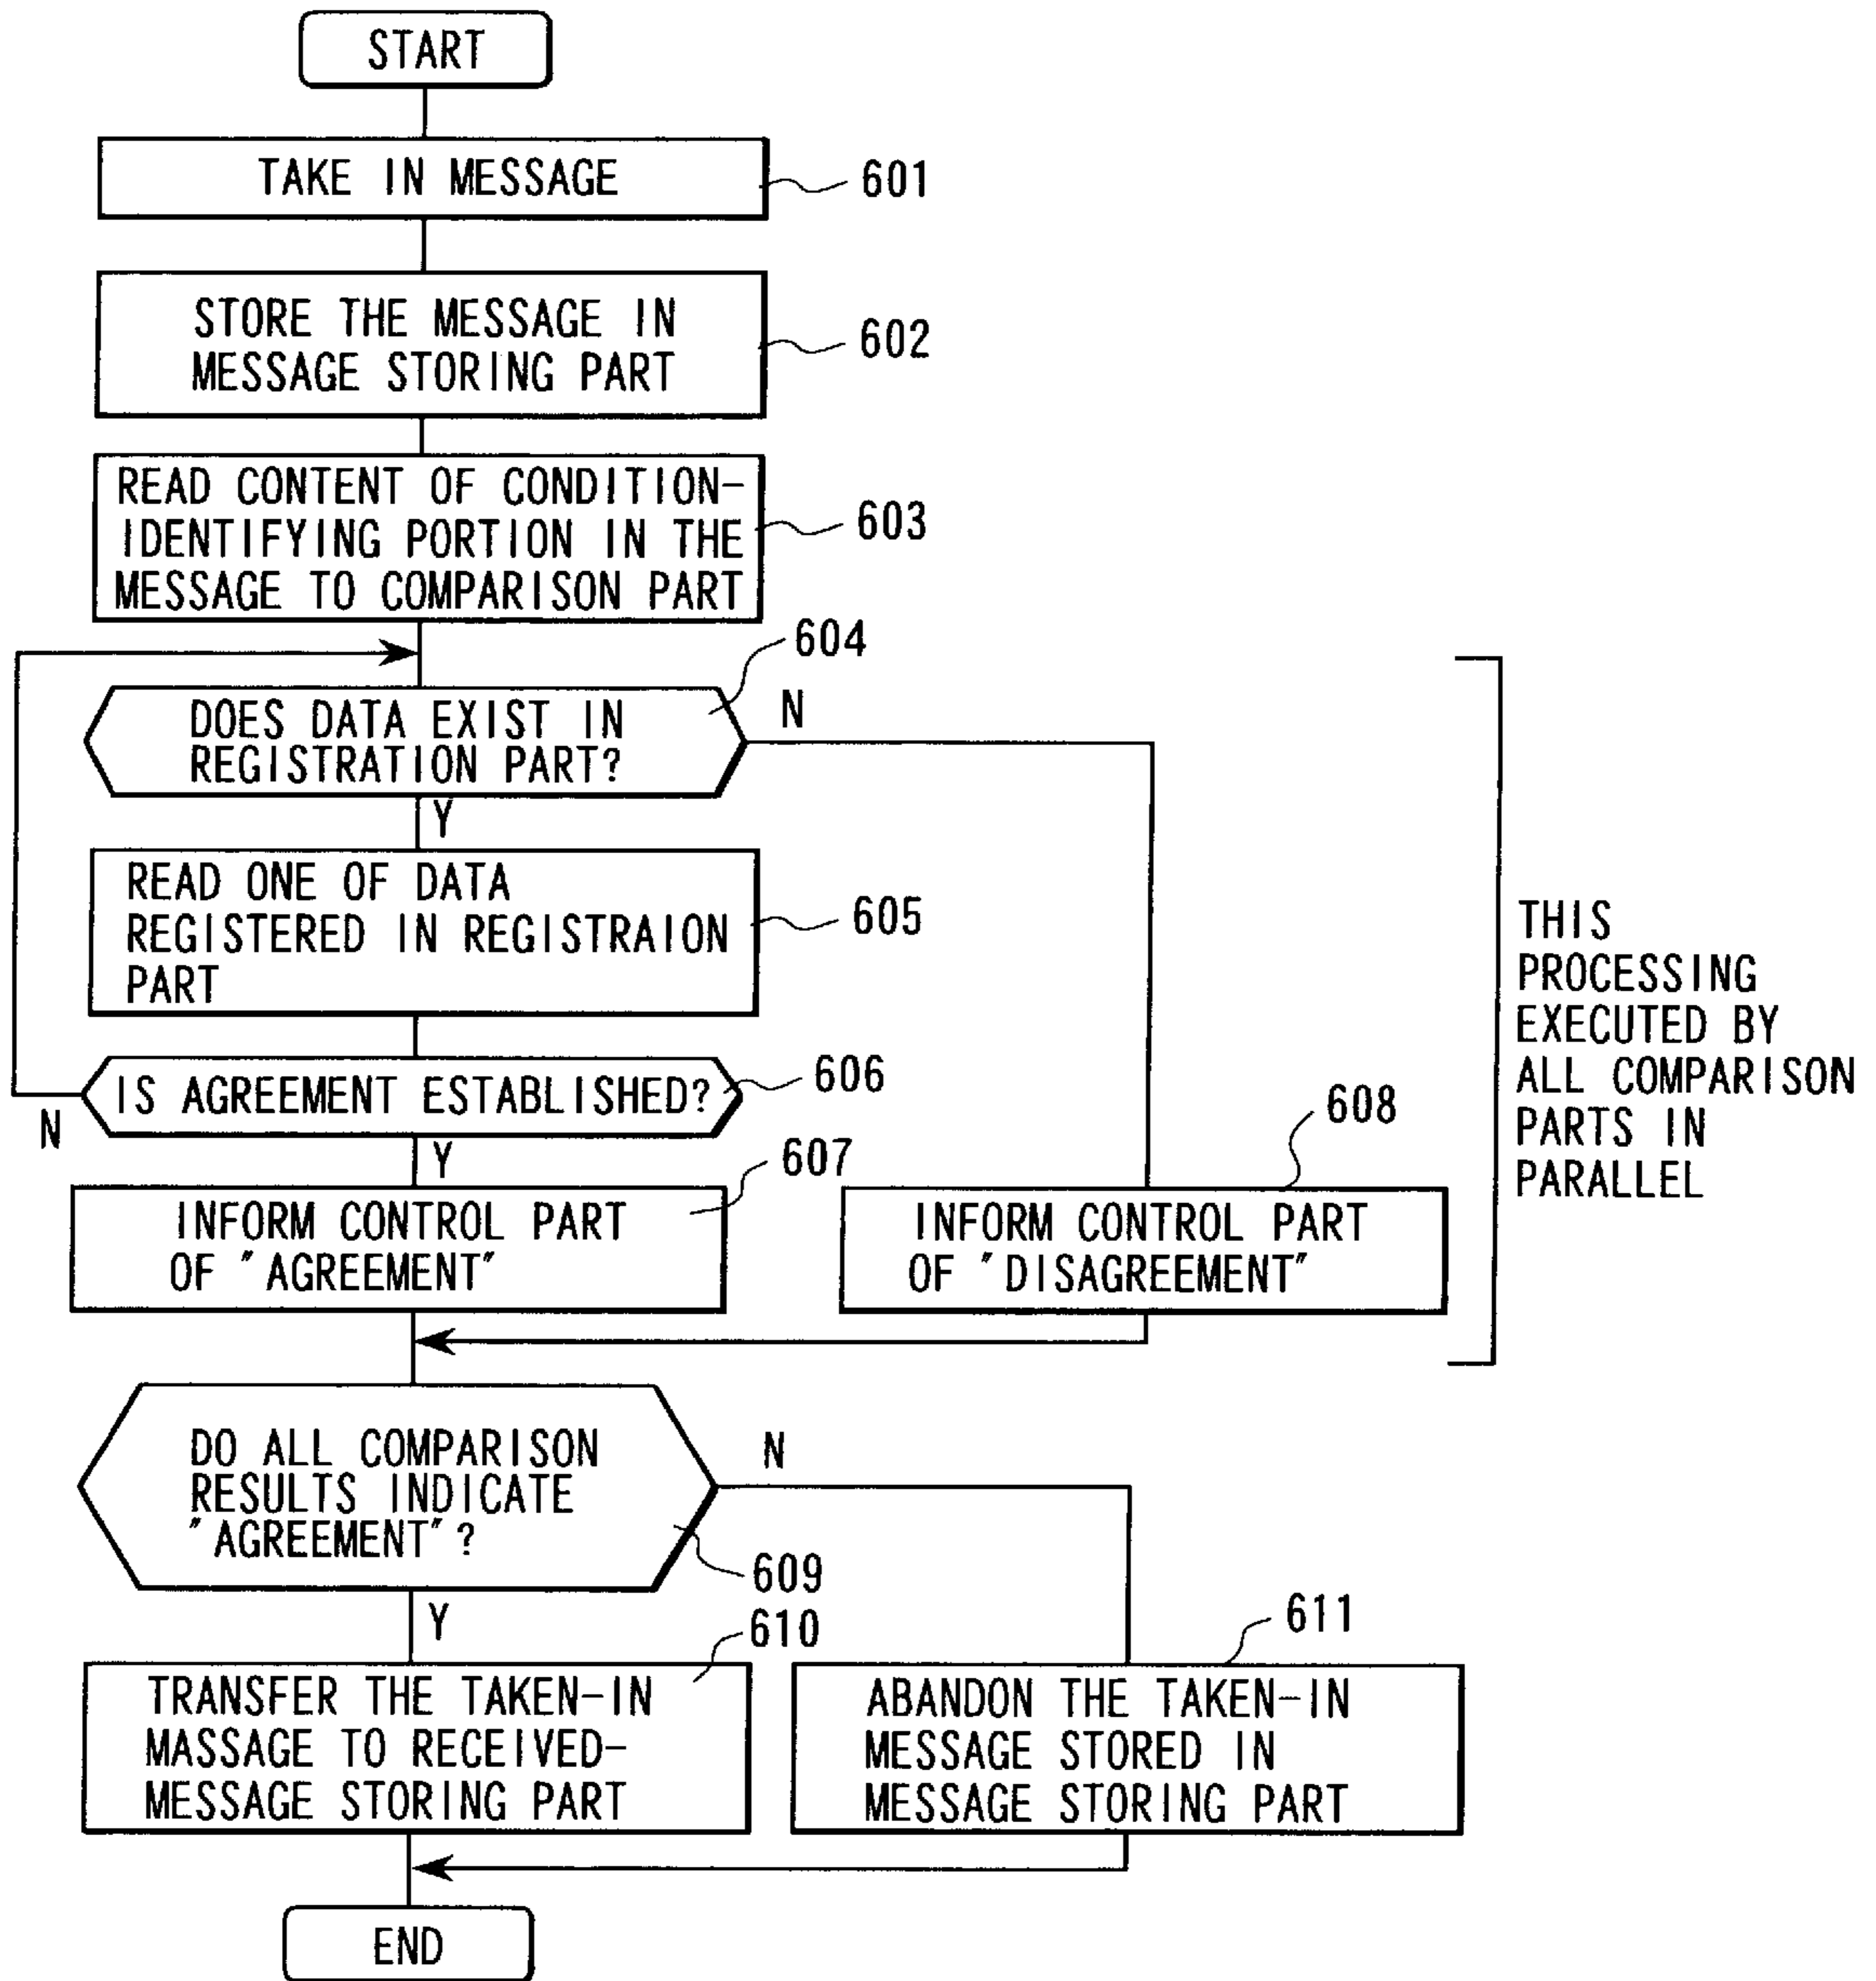 START
TAKE IN MESSAGE
601
STORE THE MESSAGE IN
MESSAGE STORING PART
602
READ CONTENT OF CONDITION-
IDENTIFYING PORTION IN THE
MESSAGE TO COMPARISON PART
603
604
DOES DATA EXIST IN
REGISTRATION PART?
N
Y
READ ONE OF DATA
REGISTERED IN REGISTRAION
PART
605
IS AGREEMENT ESTABLISHED?
606
N
Y
607
INFORM CONTROL PART
OF "AGREEMENT"
608
INFORM CONTROL PART
OF "DISAGREEMENT"
THIS
PROCESSING
EXECUTED BY
ALL COMPARISON
PARTS IN
PARALLEL
DO ALL COMPARISON
RESULTS INDICATE
"AGREEMENT"?
N
609
Y
610
TRANSFER THE TAKEN-IN
MASSAGE TO RECEIVED-
MESSAGE STORING PART
611
ABANDON THE TAKEN-IN
MESSAGE STORED IN
MESSAGE STORING PART
END